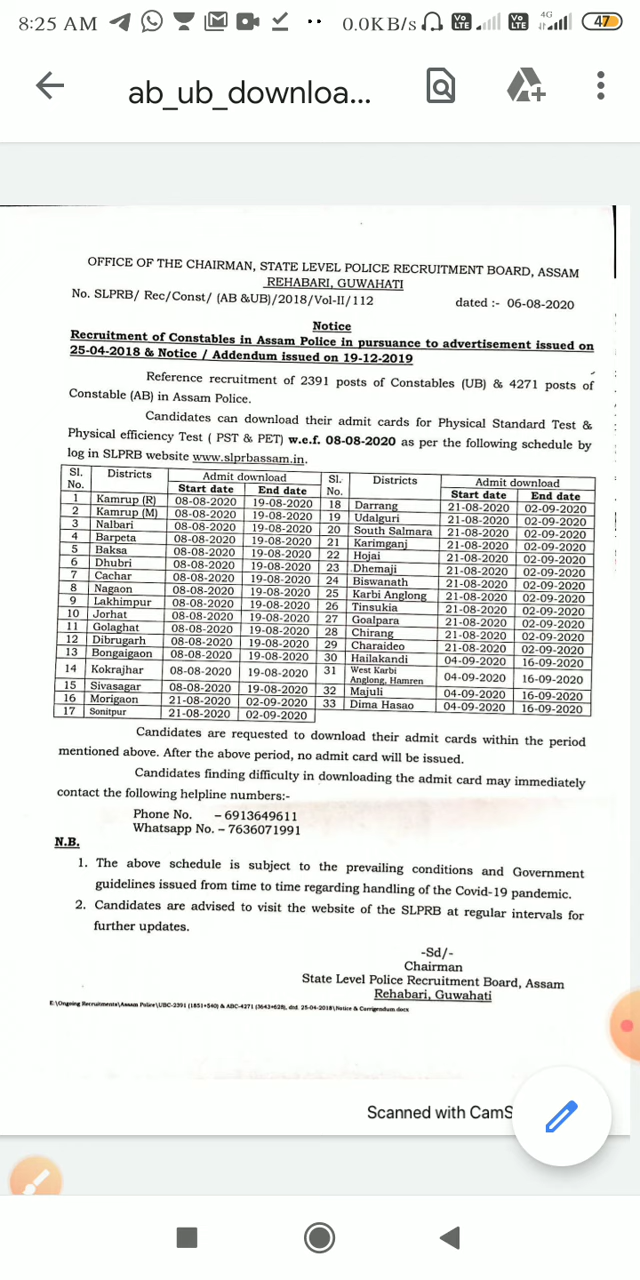 8:25 AM
0.0KB/s
Vo LTE
Vo LTE
4G
47
ab_ub_downloa...
OFFICE OF THE CHAIRMAN, STATE LEVEL POLICE RECRUITMENT BOARD, ASSAM
REHABARI, GUWAHATI
No. SLPRB/ Rec/Const/ (AB &UB)/2018/Vol-II/112 dated :- 06-08-2020
Notice
Recruitment of Constables in Assam Police in pursuance to advertisement issued on
25-04-2018 & Notice / Addendum issued on 19-12-2019
Reference recruitment of 2391 posts of Constables (UB) & 4271 posts of
Constable (AB) in Assam Police.
Candidates can download their admit cards for Physical Standard Test &
Physical efficiency Test ( PST & PET) w.e.f. 08-08-2020 as per the following schedule by
log in SLPRB website www.slprbassam.in.
Sl. No. Districts Admit download Sl. No. Districts Admit download
Start date End date Start date End date
1 Kamrup (R) 08-08-2020 19-08-2020 18 Darrang 21-08-2020 02-09-2020
2 Kamrup (M) 08-08-2020 19-08-2020 19 Udalguri 21-08-2020 02-09-2020
3 Nalbari 08-08-2020 19-08-2020 20 South Salmara 21-08-2020 02-09-2020
4 Barpeta 08-08-2020 19-08-2020 21 Karimganj 21-08-2020 02-09-2020
5 Baksa 08-08-2020 19-08-2020 22 Hojai 21-08-2020 02-09-2020
6 Dhubri 08-08-2020 19-08-2020 23 Dhemaji 21-08-2020 02-09-2020
7 Cachar 08-08-2020 19-08-2020 24 Biswanath 21-08-2020 02-09-2020
8 Nagaon 08-08-2020 19-08-2020 25 Karbi Anglong 21-08-2020 02-09-2020
9 Lakhimpur 08-08-2020 19-08-2020 26 Tinsukia 21-08-2020 02-09-2020
10 Jorhat 08-08-2020 19-08-2020 27 Goalpara 21-08-2020 02-09-2020
11 Golaghat 08-08-2020 19-08-2020 28 Chirang 21-08-2020 02-09-2020
12 Dibrugarh 08-08-2020 19-08-2020 29 Charaideo 21-08-2020 02-09-2020
13 Bongaigaon 08-08-2020 19-08-2020 30 Hailakandi 04-09-2020 16-09-2020
14 Kokrajhar 08-08-2020 19-08-2020 31 West Karbi Anglong, Hamren 04-09-2020 16-09-2020
15 Sivasagar 08-08-2020 19-08-2020 32 Majuli 04-09-2020 16-09-2020
16 Morigaon 21-08-2020 02-09-2020 33 Dima Hasao 04-09-2020 16-09-2020
17 Sonitpur 21-08-2020 02-09-2020
Candidates are requested to download their admit cards within the period
mentioned above. After the above period, no admit card will be issued.
Candidates finding difficulty in downloading the admit card may immediately
contact the following helpline numbers:-
Phone No. – 6913649611
Whatsapp No. – 7636071991
N.B.
1. The above schedule is subject to the prevailing conditions and Government
guidelines issued from time to time regarding handling of the Covid-19 pandemic.
2. Candidates are advised to visit the website of the SLPRB at regular intervals for
further updates.
-Sd/-
Chairman
State Level Police Recruitment Board, Assam
Rehabari, Guwahati
E:\Ongoing Recruitments\Assam Police\UBC-2391 (1851+540) & ABC-4271 (3643+628), dtd. 25-04-2018\Notice & Corrigendum.docx
Scanned with CamS